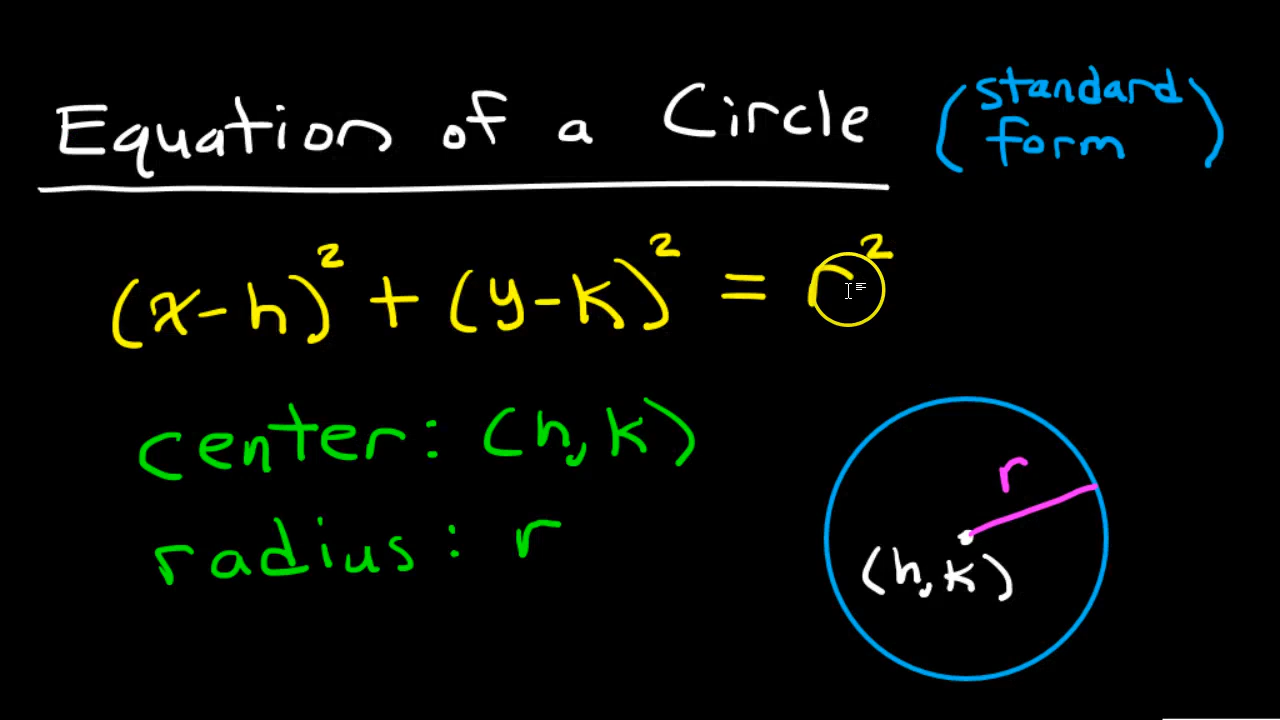 Equation of a Circle
(standard
form)
(x-h)² + (y-k)² = r²
center: (h,k)
radius: r
r
(h,k)